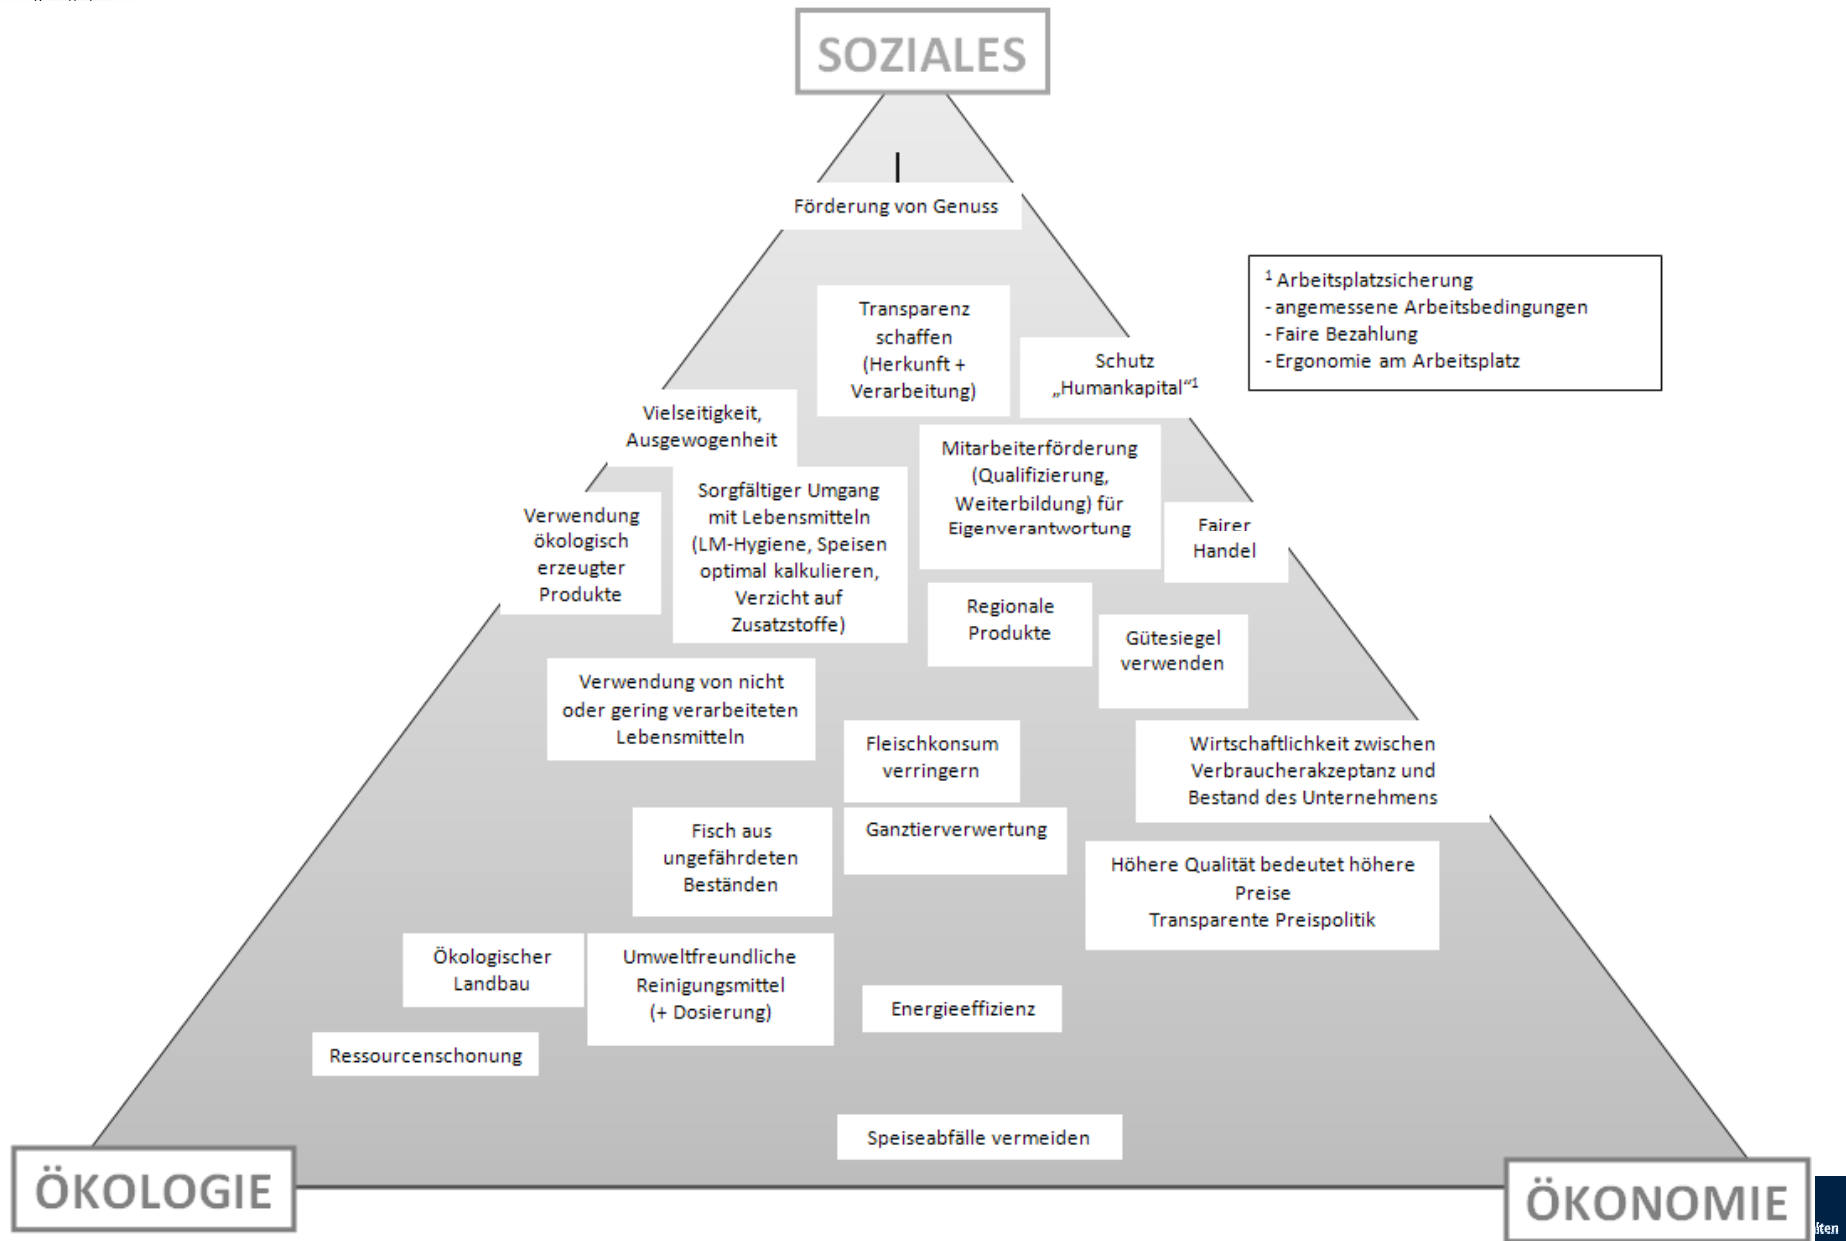 SOZIALES
Förderung von Genuss
Transparenz
schaffen
(Herkunft +
Verarbeitung)
¹ Arbeitsplatzsicherung
- angemessene Arbeitsbedingungen
- Faire Bezahlung
- Ergonomie am Arbeitsplatz
Schutz
„Humankapital“¹
Vielseitigkeit,
Ausgewogenheit
Mitarbeiterförderung
(Qualifizierung,
Weiterbildung) für
Eigenverantwortung
Sorgfältiger Umgang
mit Lebensmitteln
(LM-Hygiene, Speisen
optimal kalkulieren,
Verzicht auf
Zusatzstoffe)
Verwendung
ökologisch
erzeugter
Produkte
Fairer
Handel
Regionale
Produkte
Gütesiegel
verwenden
Verwendung von nicht
oder gering verarbeiteten
Lebensmitteln
Fleischkonsum
verringern
Wirtschaftlichkeit zwischen
Verbraucherakzeptanz und
Bestand des Unternehmens
Fisch aus
ungefährdeten
Beständen
Ganztierverwertung
Höhere Qualität bedeutet höhere
Preise
Transparente Preispolitik
Ökologischer
Landbau
Umweltfreundliche
Reinigungsmittel
(+ Dosierung)
Energieeffizienz
Ressourcenschonung
Speiseabfälle vermeiden
ÖKOLOGIE
ÖKONOMIE